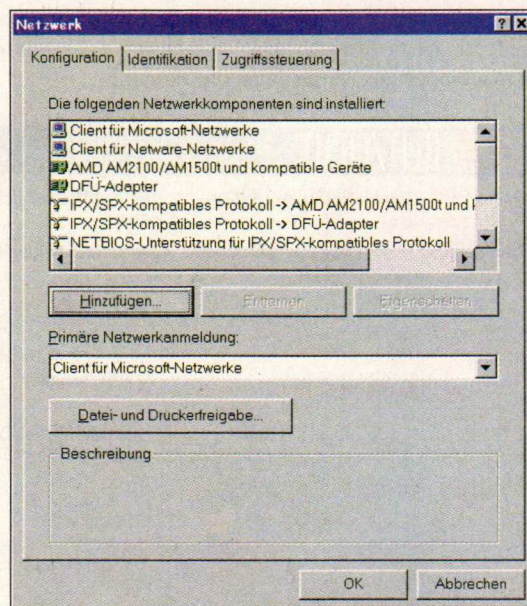 Netzwerk
Konfiguration Identifikation Zugriffssteuerung
Die folgenden Netzwerkkomponenten sind installiert:
Client für Microsoft-Netzwerke
Client für Netware-Netzwerke
AMD AM2100/AM1500t und kompatible Geräte
DFÜ-Adapter
IPX/SPX-kompatibles Protokoll -> AMD AM2100/AM1500t und k
IPX/SPX-kompatibles Protokoll -> DFÜ-Adapter
NETBIOS-Unterstützung für IPX/SPX-kompatibles Protokoll
Hinzufügen... Entfernen Eigenschaften
Primäre Netzwerkanmeldung:
Client für Microsoft-Netzwerke
Datei- und Druckerfreigabe...
Beschreibung
OK Abbrechen